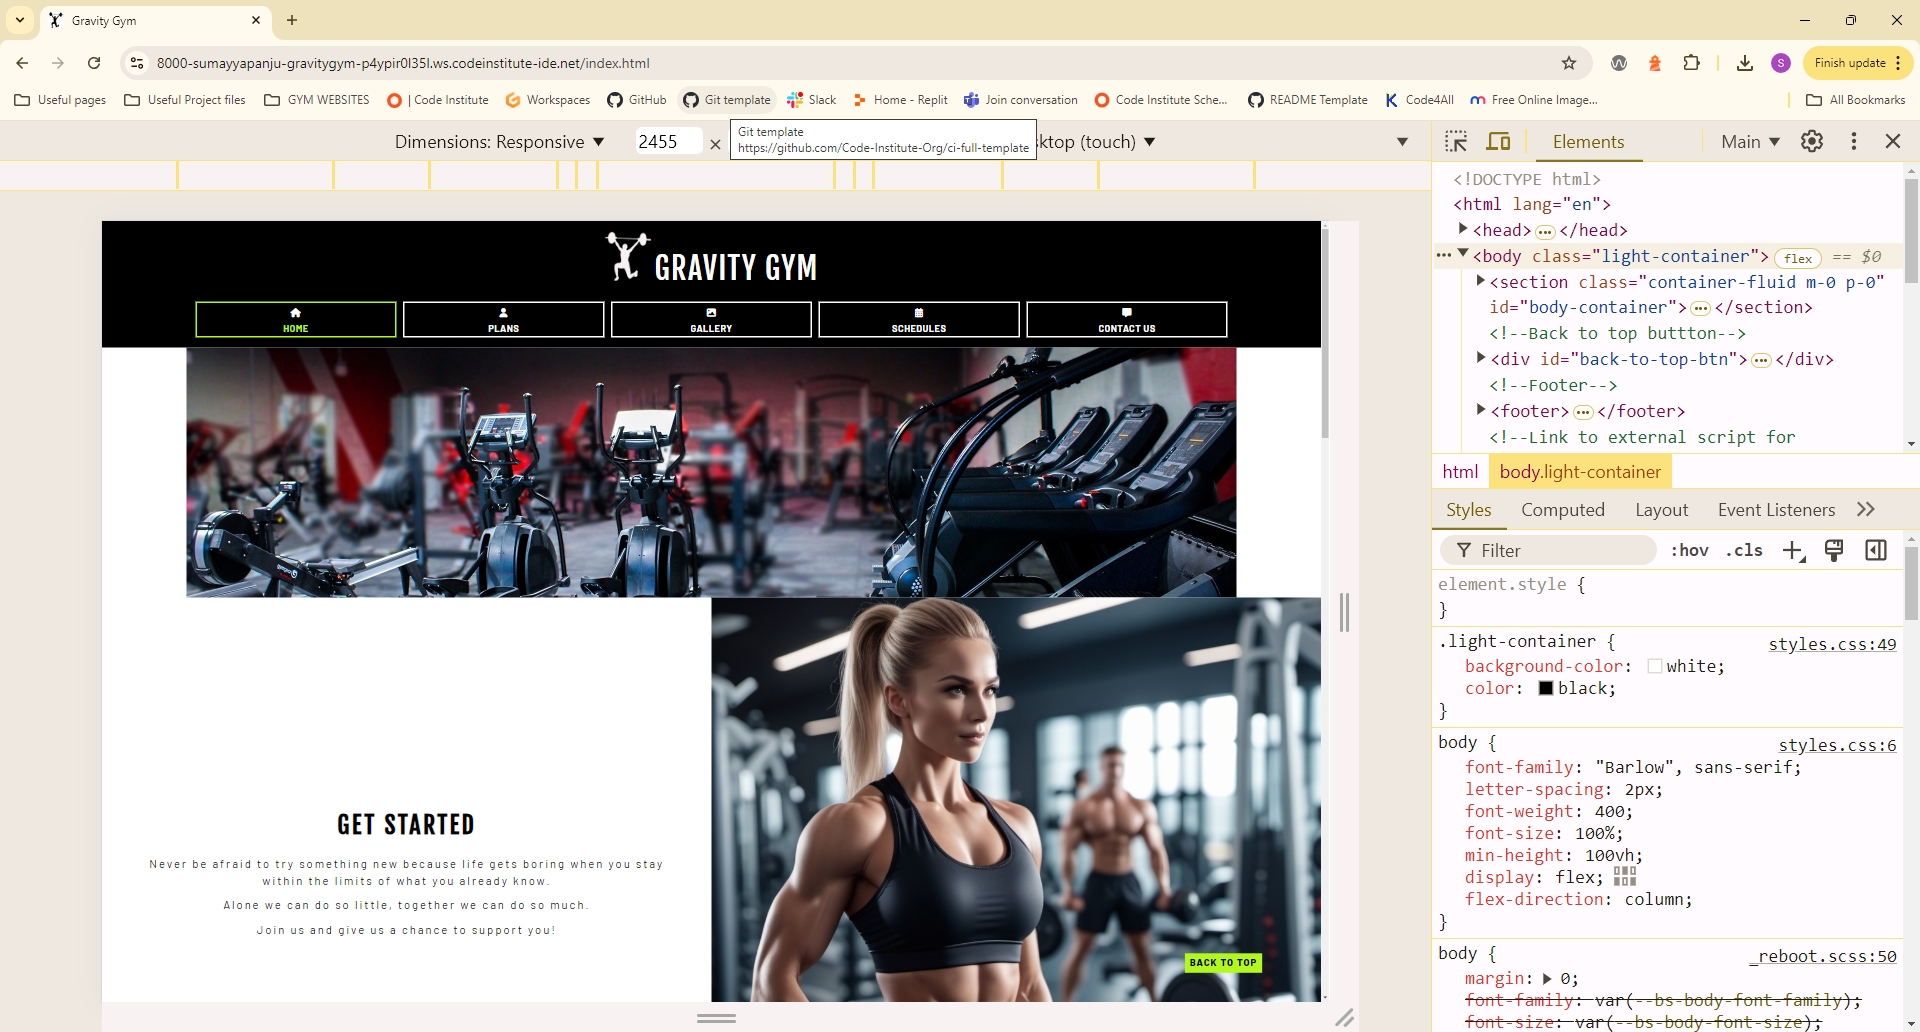 Gravity Gym
8000-sumayyapanju-gravitygym-p4ypir0l35l.ws.codeinstitute-ide.net/index.html
S
Finish update
Useful pages
Useful Project files
GYM WEBSITES
| Code Institute
Workspaces
GitHub
Git template
Slack
Home - Replit
Join conversation
Code Institute Sche...
README Template
Code4All
Free Online Image...
All Bookmarks
Dimensions: Responsive
2455
×
Git template
https://github.com/Code-Institute-Org/ci-full-template
ktop (touch)
Elements
Main
<!DOCTYPE html>
<html lang="en">
<head> ••• </head>
••• <body class="light-container"> flex == $0
<section class="container-fluid m-0 p-0"
id="body-container"> ••• </section>
<!--Back to top buttton-->
<div id="back-to-top-btn"> ••• </div>
<!--Footer-->
<footer> ••• </footer>
<!--Link to external script for
html
body.light-container
Styles
Computed
Layout
Event Listeners
Filter
:hov
.cls
element.style {
}
.light-container {
styles.css:49
background-color: white;
color: black;
}
body {
styles.css:6
font-family: "Barlow", sans-serif;
letter-spacing: 2px;
font-weight: 400;
font-size: 100%;
min-height: 100vh;
display: flex;
flex-direction: column;
}
body {
_reboot.scss:50
margin: 0;
font-family: var(--bs-body-font-family);
font-size: var(--bs-body-font-size);
GRAVITY GYM
HOME
PLANS
GALLERY
SCHEDULES
CONTACT US
GET STARTED
Never be afraid to try something new because life gets boring when you stay
within the limits of what you already know.
Alone we can do so little, together we can do so much.
Join us and give us a chance to support you!
BACK TO TOP